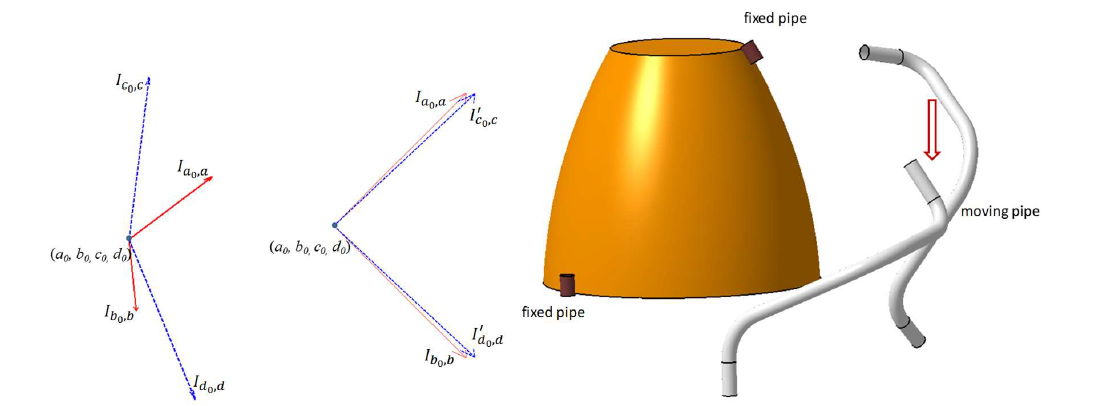 I_{c_0,c}
I_{a_0,a}
(a_0, b_0, c_0, d_0)
I_{b_0,b}
I_{d_0,d}
I_{a_0,a}
I'_{c_0,c}
(a_0, b_0, c_0, d_0)
I'_{d_0,d}
I_{b_0,b}
fixed pipe
moving pipe
fixed pipe